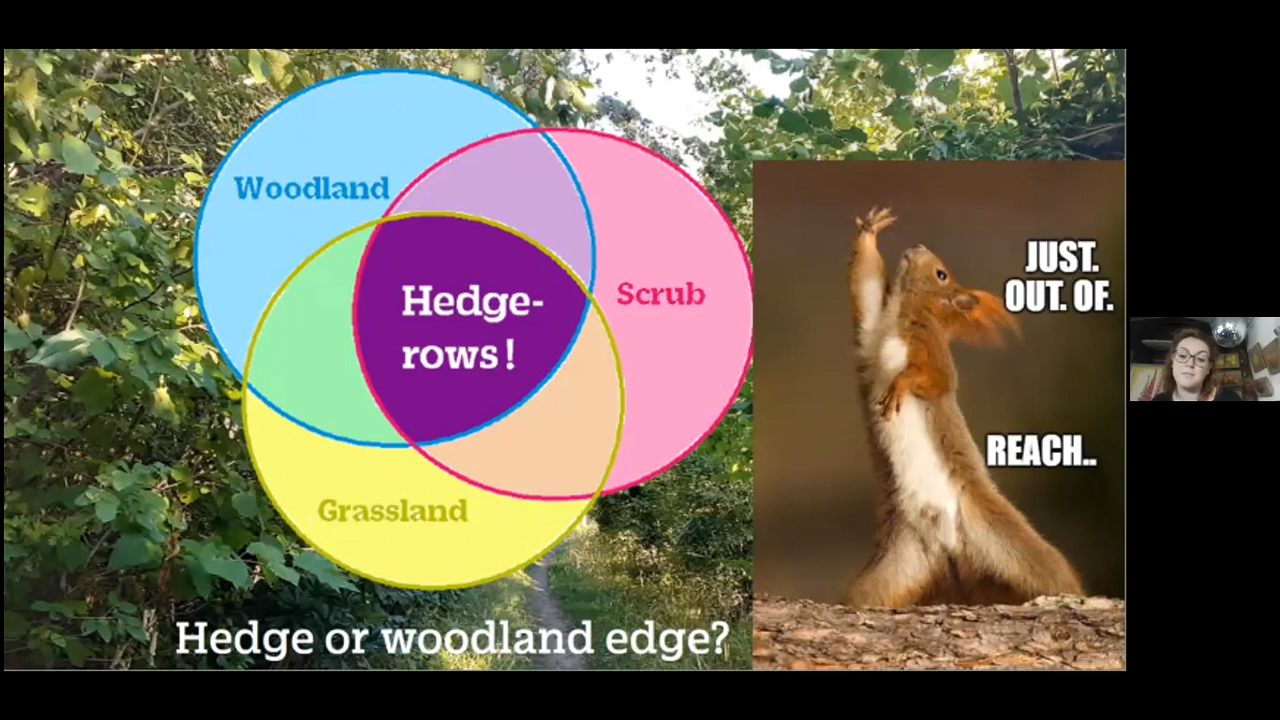 Woodland
Scrub
Hedge-
rows!
Grassland
Hedge or woodland edge?
JUST.
OUT. OF.
REACH..